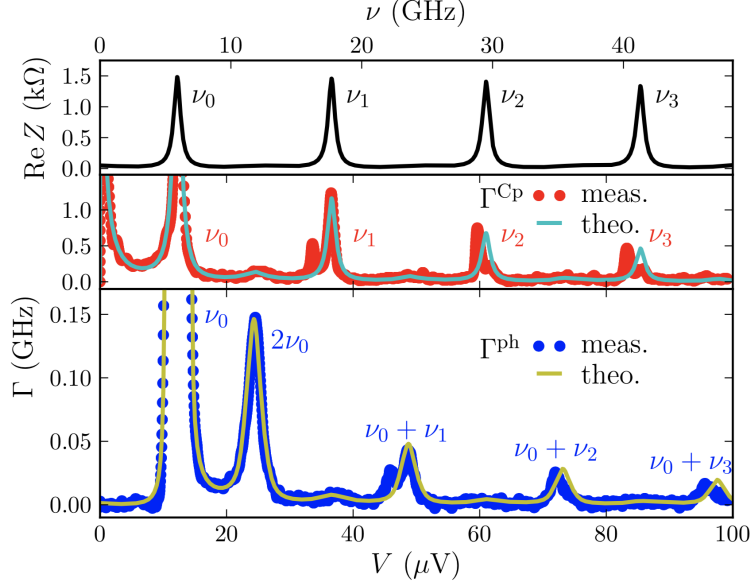 ν (GHz)
0 10 20 30 40
Re Z (kΩ)
1.5
1.0
0.5
0.0
ν₀ ν₁ ν₂ ν₃
1.0
0.5
0.0
ν₀ ν₁ ν₂ ν₃
Γ^Cp meas.
theo.
Γ (GHz)
0.15
0.10
0.05
0.00
ν₀
2ν₀
ν₀ + ν₁
ν₀ + ν₂
ν₀ + ν₃
Γ^ph meas.
theo.
0 20 40 60 80 100
V (μV)